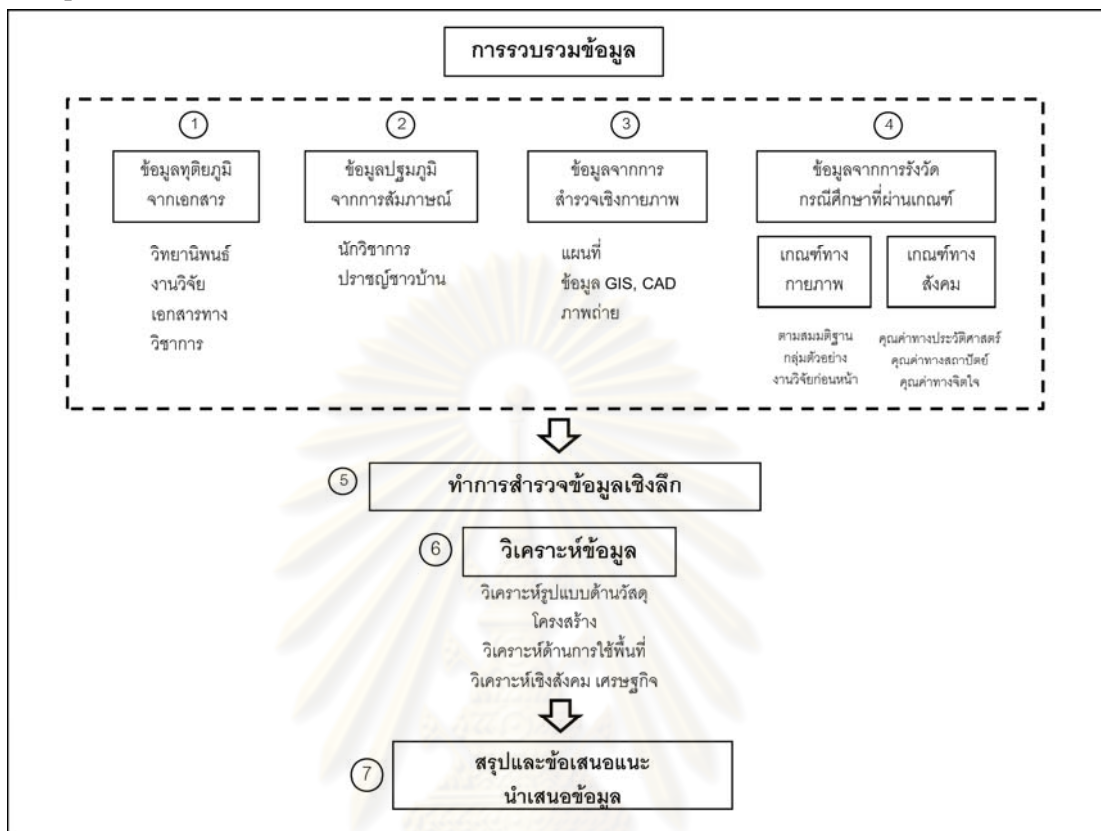 การรวบรวมข้อมูล
1
ข้อมูลทุติยภูมิ
จากเอกสาร
วิทยานิพนธ์
งานวิจัย
เอกสารทาง
วิชาการ
2
ข้อมูลปฐมภูมิ
จากการสัมภาษณ์
นักวิชาการ
ปราชญ์ชาวบ้าน
3
ข้อมูลจากการ
สำรวจเชิงกายภาพ
แผนที่
ข้อมูล GIS, CAD
ภาพถ่าย
4
ข้อมูลจากการรังวัด
กรณีศึกษาที่ผ่านเกณฑ์
เกณฑ์ทาง
กายภาพ
ตามสมมติฐาน
กลุ่มตัวอย่าง
งานวิจัยก่อนหน้า
เกณฑ์ทาง
สังคม
คุณค่าทางประวัติศาสตร์
คุณค่าทางสถาปัตย์
คุณค่าทางจิตใจ
5
ทำการสำรวจข้อมูลเชิงลึก
6
วิเคราะห์ข้อมูล
วิเคราะห์รูปแบบด้านวัสดุ
โครงสร้าง
วิเคราะห์ด้านการใช้พื้นที่
วิเคราะห์เชิงสังคม เศรษฐกิจ
7
สรุปและข้อเสนอแนะ
นำเสนอข้อมูล